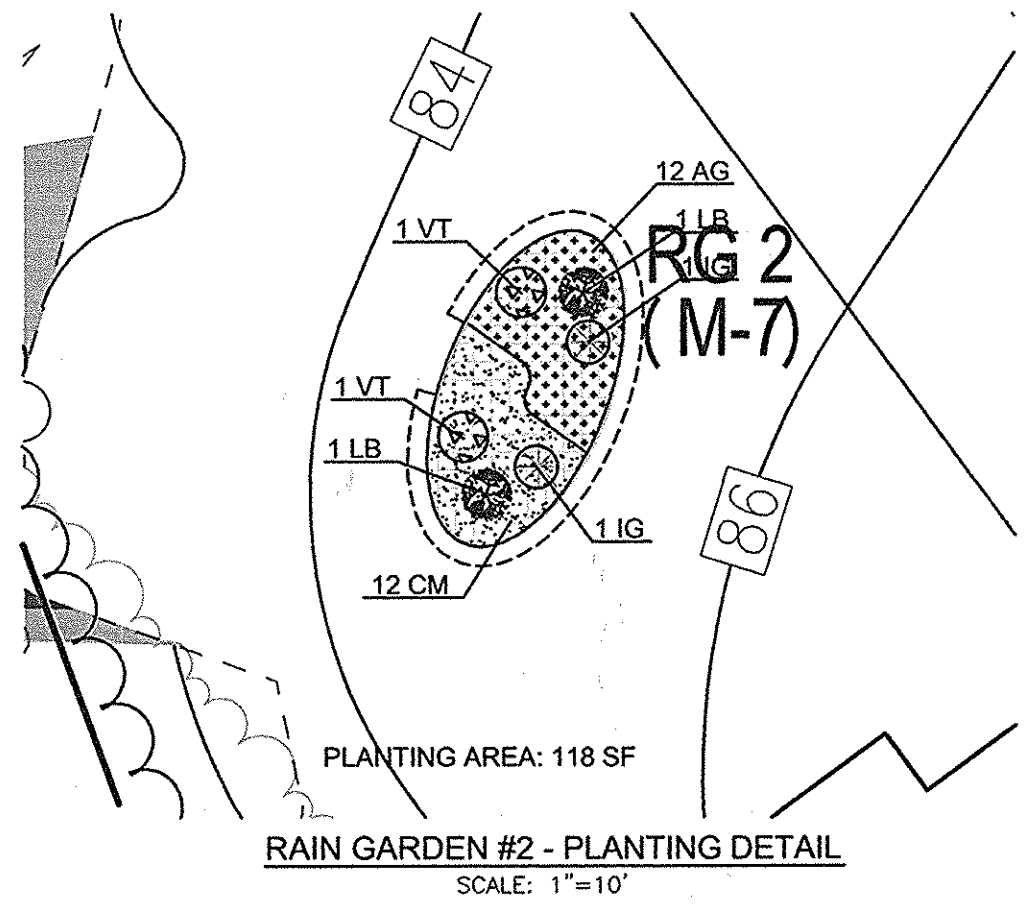 84
12 AG
1 LB
1 VT
RG 2
1 IG
(M-7)
1 VT
1 LB
86
1 IG
12 CM
PLANTING AREA: 118 SF
RAIN GARDEN #2 - PLANTING DETAIL
SCALE: 1"=10'